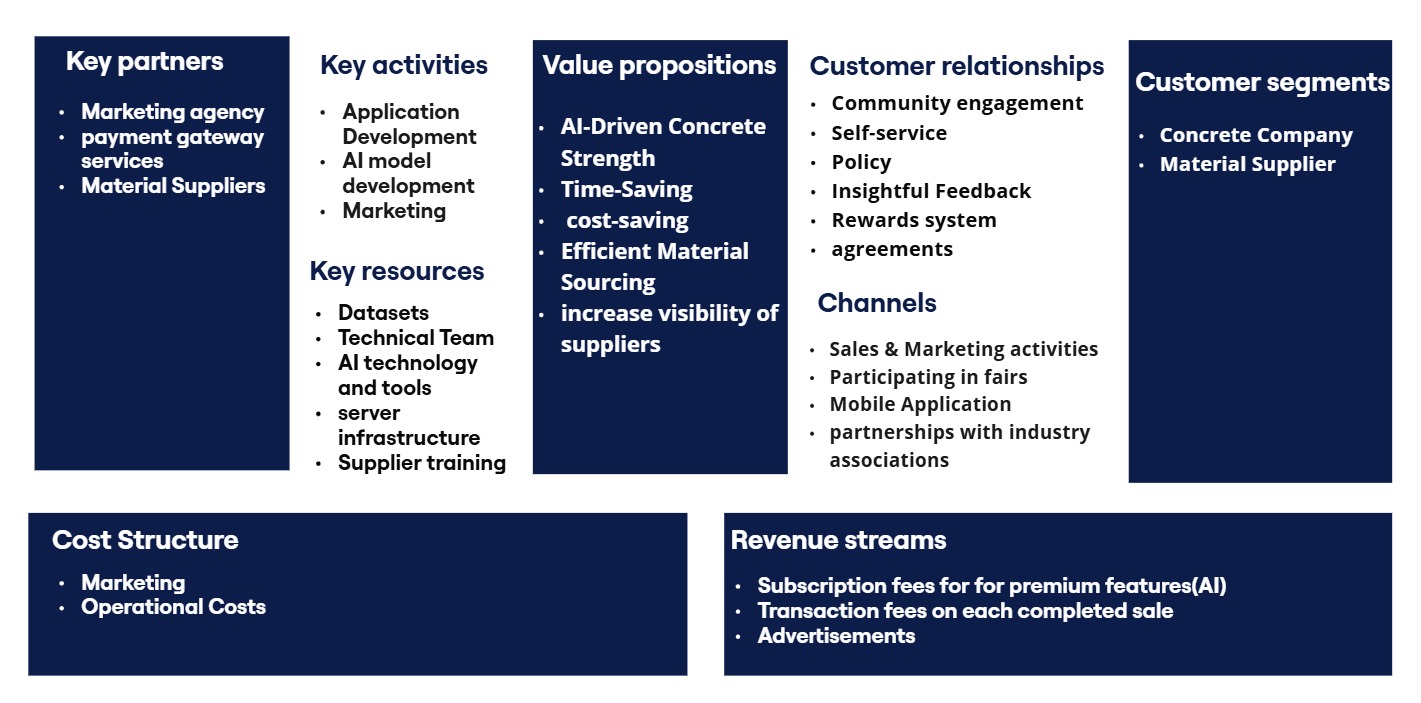 Key partners
• Marketing agency
• payment gateway
services
• Material Suppliers
Key activities
• Application
Development
• AI model
development
• Marketing
Key resources
• Datasets
• Technical Team
• AI technology
and tools
• server
infrastructure
• Supplier training
Value propositions
• AI-Driven Concrete
Strength
• Time-Saving
• cost-saving
• Efficient Material
Sourcing
• increase visibility of
suppliers
Customer relationships
• Community engagement
• Self-service
• Policy
• Insightful Feedback
• Rewards system
• agreements
Channels
• Sales & Marketing activities
• Participating in fairs
• Mobile Application
• partnerships with industry
associations
Customer segments
• Concrete Company
• Material Supplier
Cost Structure
• Marketing
• Operational Costs
Revenue streams
• Subscription fees for for premium features(AI)
• Transaction fees on each completed sale
• Advertisements